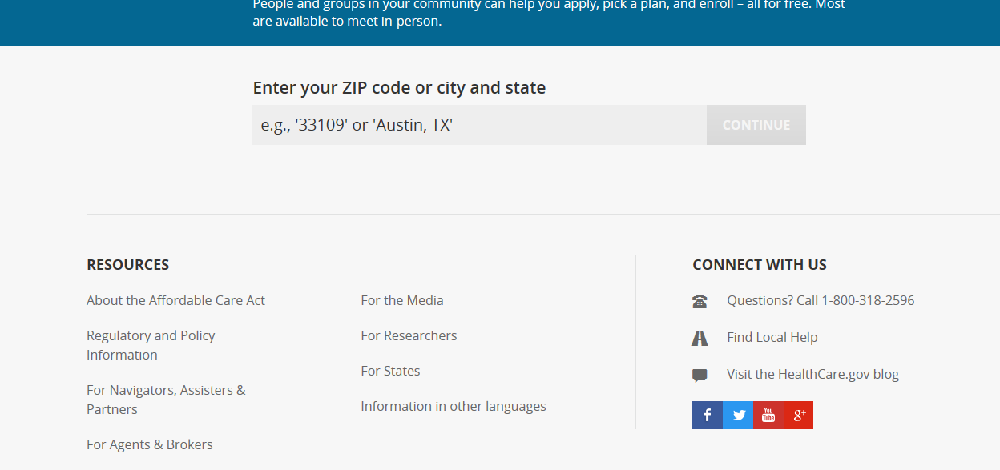 People and groups in your community can help you apply, pick a plan, and enroll – all for free. Most
are available to meet in-person.
Enter your ZIP code or city and state
e.g., '33109' or 'Austin, TX'
CONTINUE
RESOURCES
About the Affordable Care Act
Regulatory and Policy
Information
For Navigators, Assisters &
Partners
For Agents & Brokers
For the Media
For Researchers
For States
Information in other languages
CONNECT WITH US
Questions? Call 1-800-318-2596
Find Local Help
Visit the HealthCare.gov blog
f
You
Tube
g+